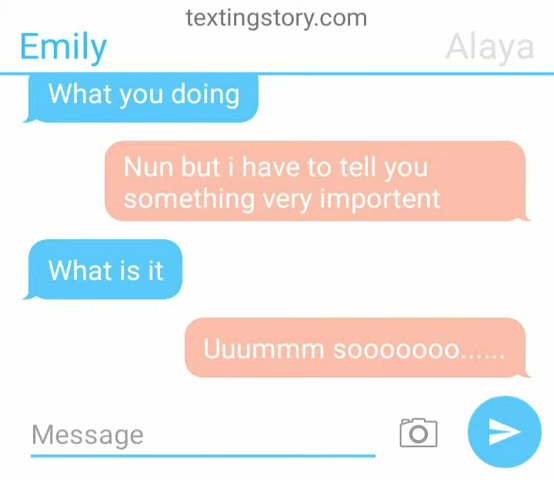 textingstory.com
Emily
Alaya
What you doing
Nun but i have to tell you
something very importent
What is it
Uuummm sooooooo......
Message